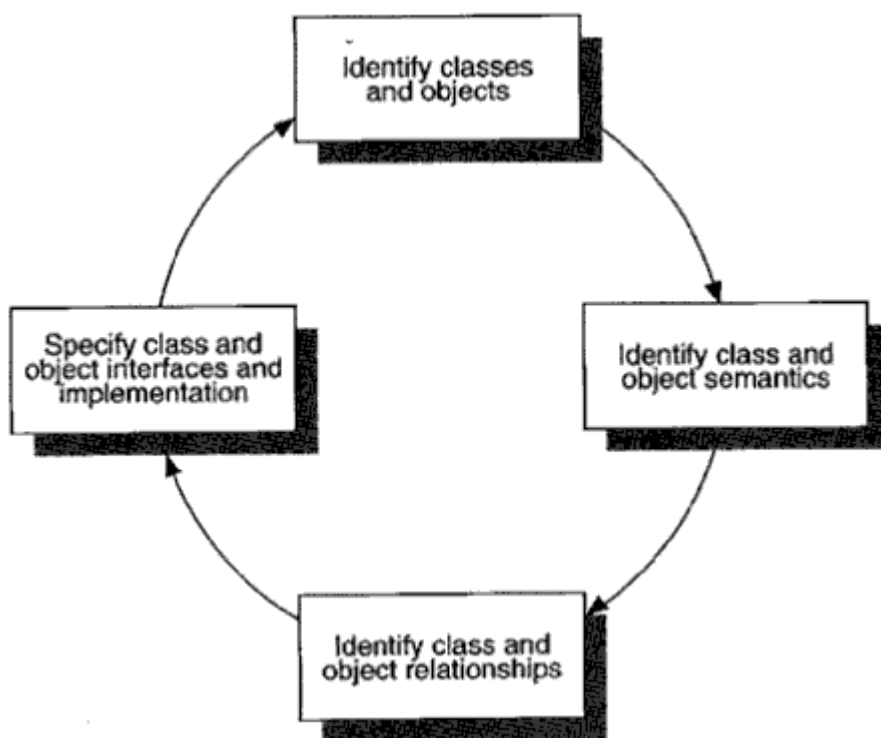 Identify classes
and objects
Identify class and
object semantics
Identify class and
object relationships
Specify class and
object interfaces and
implementation